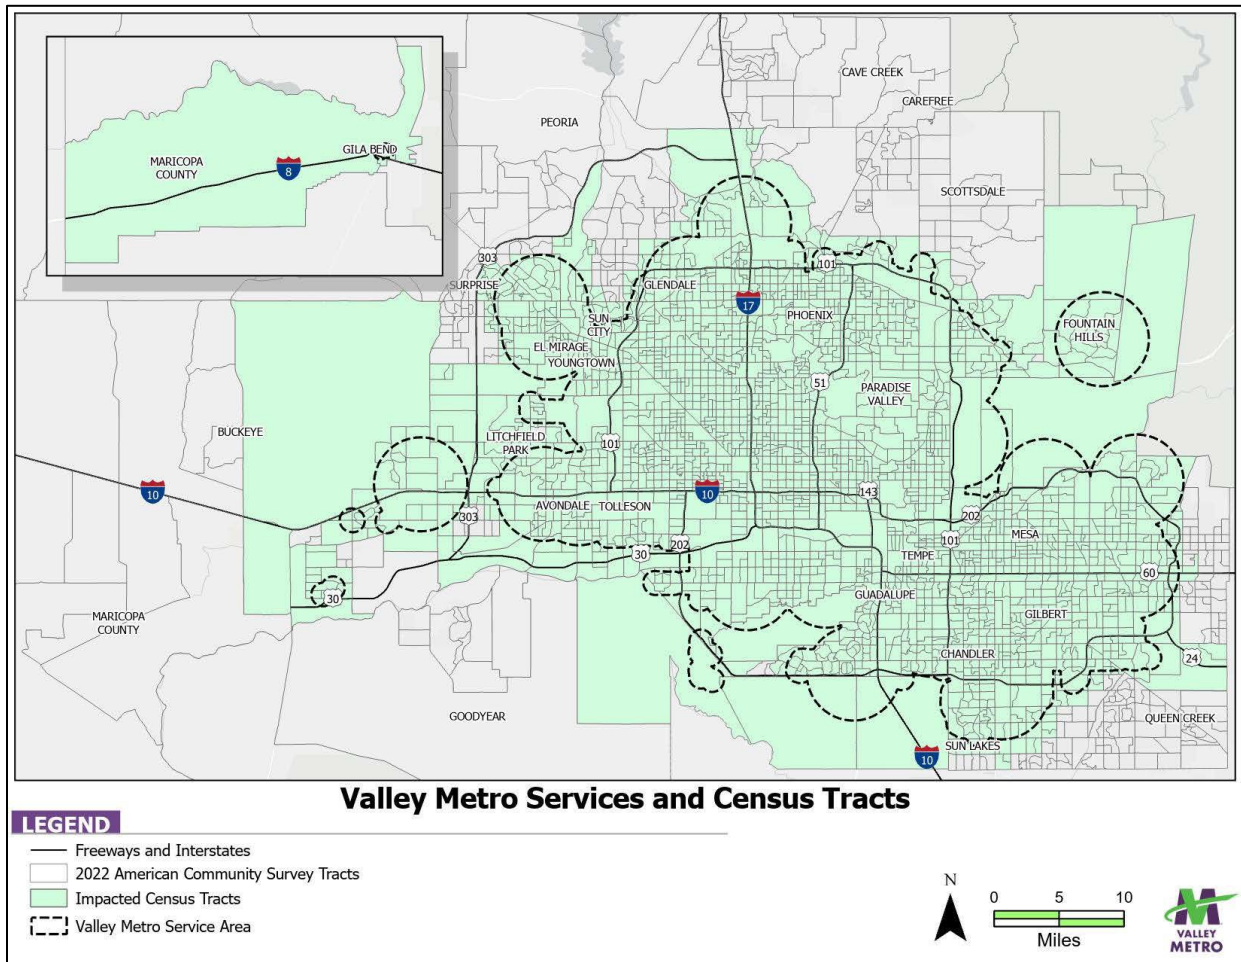 CAVE CREEK
CAREFREE
PEORIA
MARICOPA
COUNTY
8
GILA BEND
SCOTTSDALE
303
101
SURPRISE
GLENDALE
17
PHOENIX
SUN
CITY
FOUNTAIN
HILLS
EL MIRAGE
YOUNGTOWN
51
PARADISE
VALLEY
BUCKEYE
LITCHFIELD
PARK
101
10
10
143
AVONDALE
TOLLESON
303
202
MESA
202
101
30
TEMPE
60
30
GUADALUPE
MARICOPA
COUNTY
GILBERT
CHANDLER
24
GOODYEAR
QUEEN CREEK
SUN LAKES
10
Valley Metro Services and Census Tracts
LEGEND
Freeways and Interstates
2022 American Community Survey Tracts
Impacted Census Tracts
Valley Metro Service Area
N
0 5 10
Miles
VALLEY
METRO